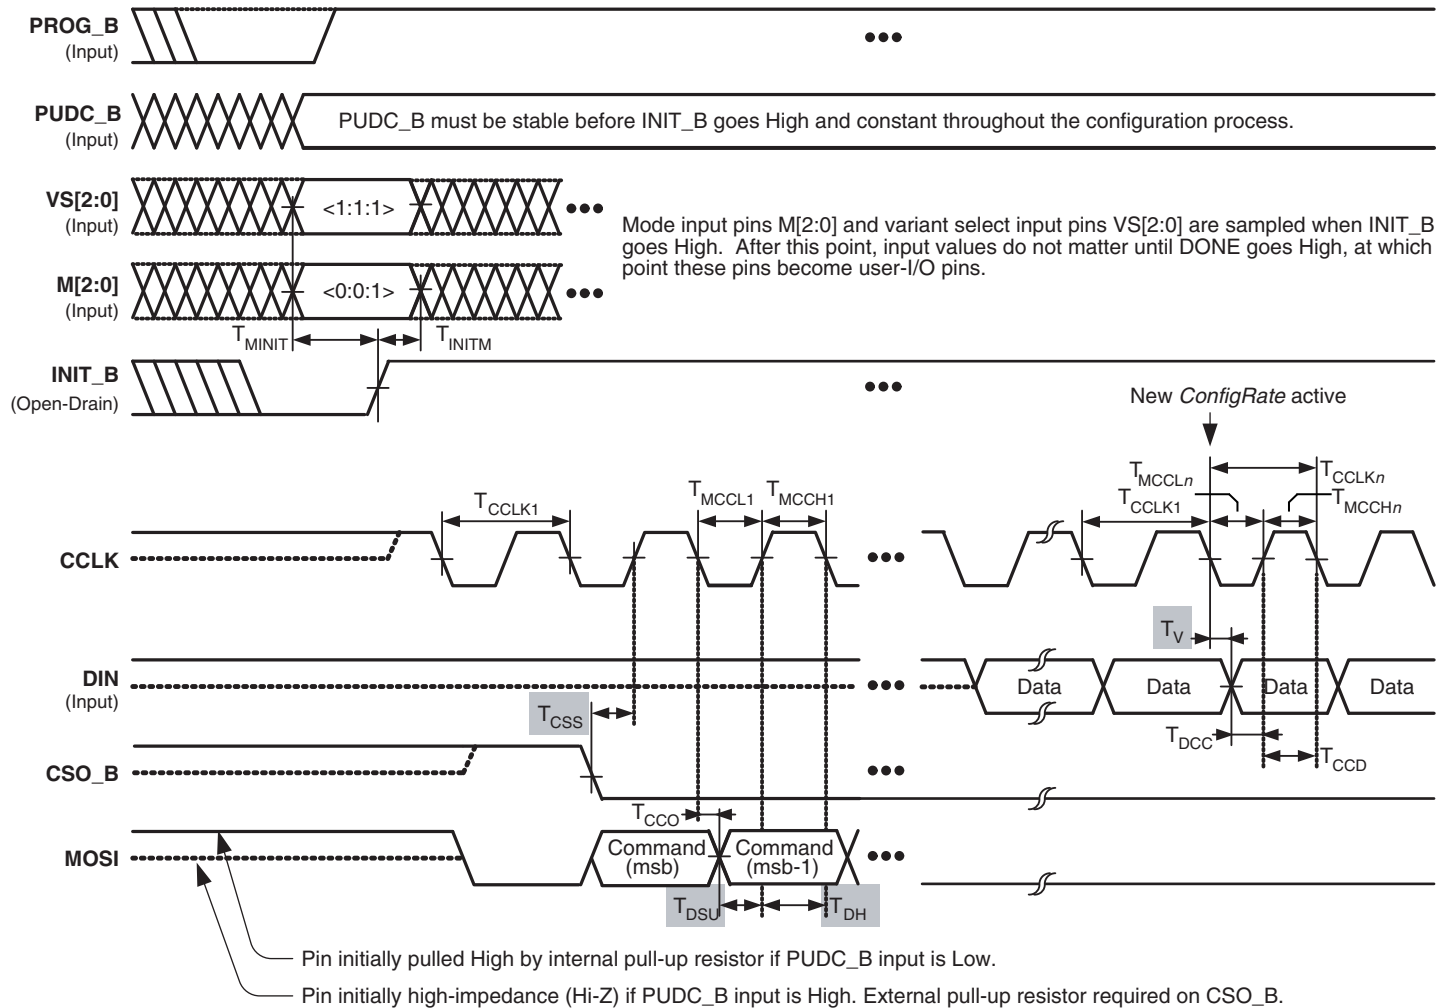 PROG_B
(Input)
PUDC_B
(Input)
PUDC_B must be stable before INIT_B goes High and constant throughout the configuration process.
VS[2:0]
(Input)
<1:1:1>
Mode input pins M[2:0] and variant select input pins VS[2:0] are sampled when INIT_B
goes High. After this point, input values do not matter until DONE goes High, at which
point these pins become user-I/O pins.
M[2:0]
(Input)
<0:0:1>
TMINIT
TINITM
INIT_B
(Open-Drain)
New ConfigRate active
TCCLK1
TMCCL1
TMCCH1
TMCCLn
TCCLKn
TCCLK1
TMCCHn
CCLK
TV
DIN
(Input)
Data
Data
Data
Data
TCSS
TDCC
TCCD
CSO_B
TCCO
MOSI
Command
(msb)
Command
(msb-1)
TDSU
TDH
Pin initially pulled High by internal pull-up resistor if PUDC_B input is Low.
Pin initially high-impedance (Hi-Z) if PUDC_B input is High. External pull-up resistor required on CSO_B.